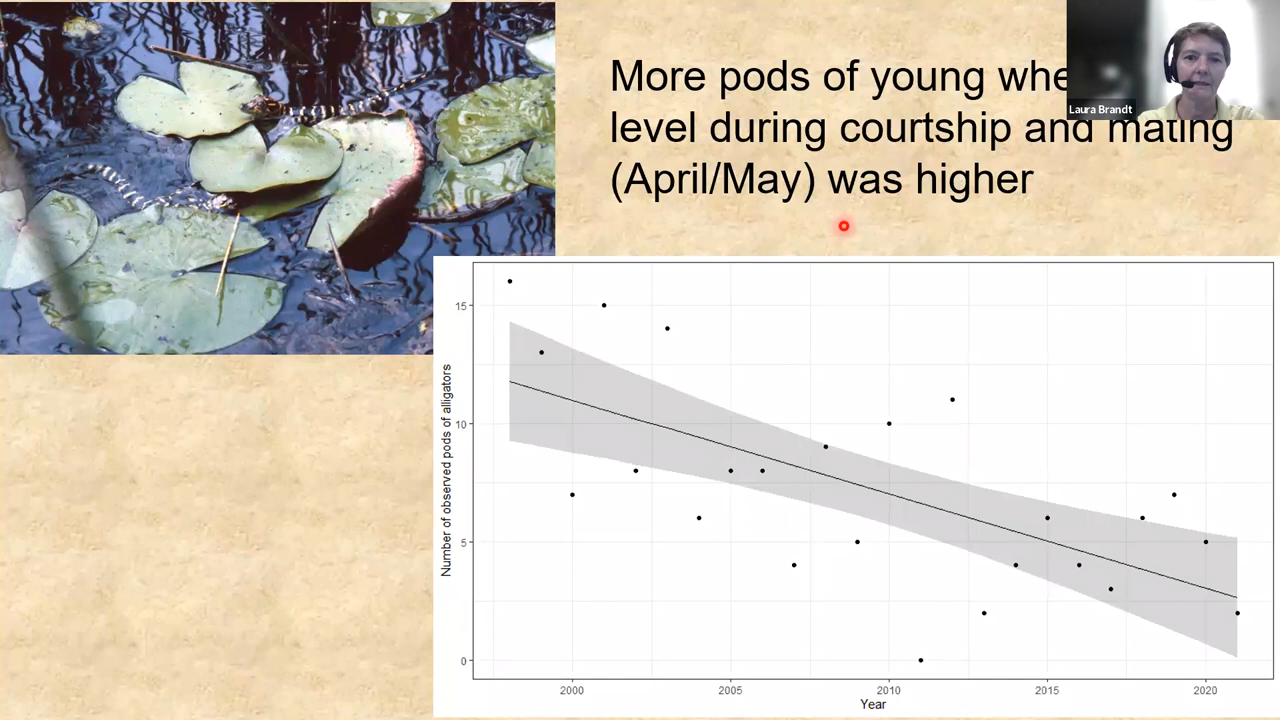 More pods of young whe
level during courtship and mating
(April/May) was higher
Laura Brandt
Number of observed pods of alligators
15
10
5
0
2000
2005
2010
2015
2020
Year